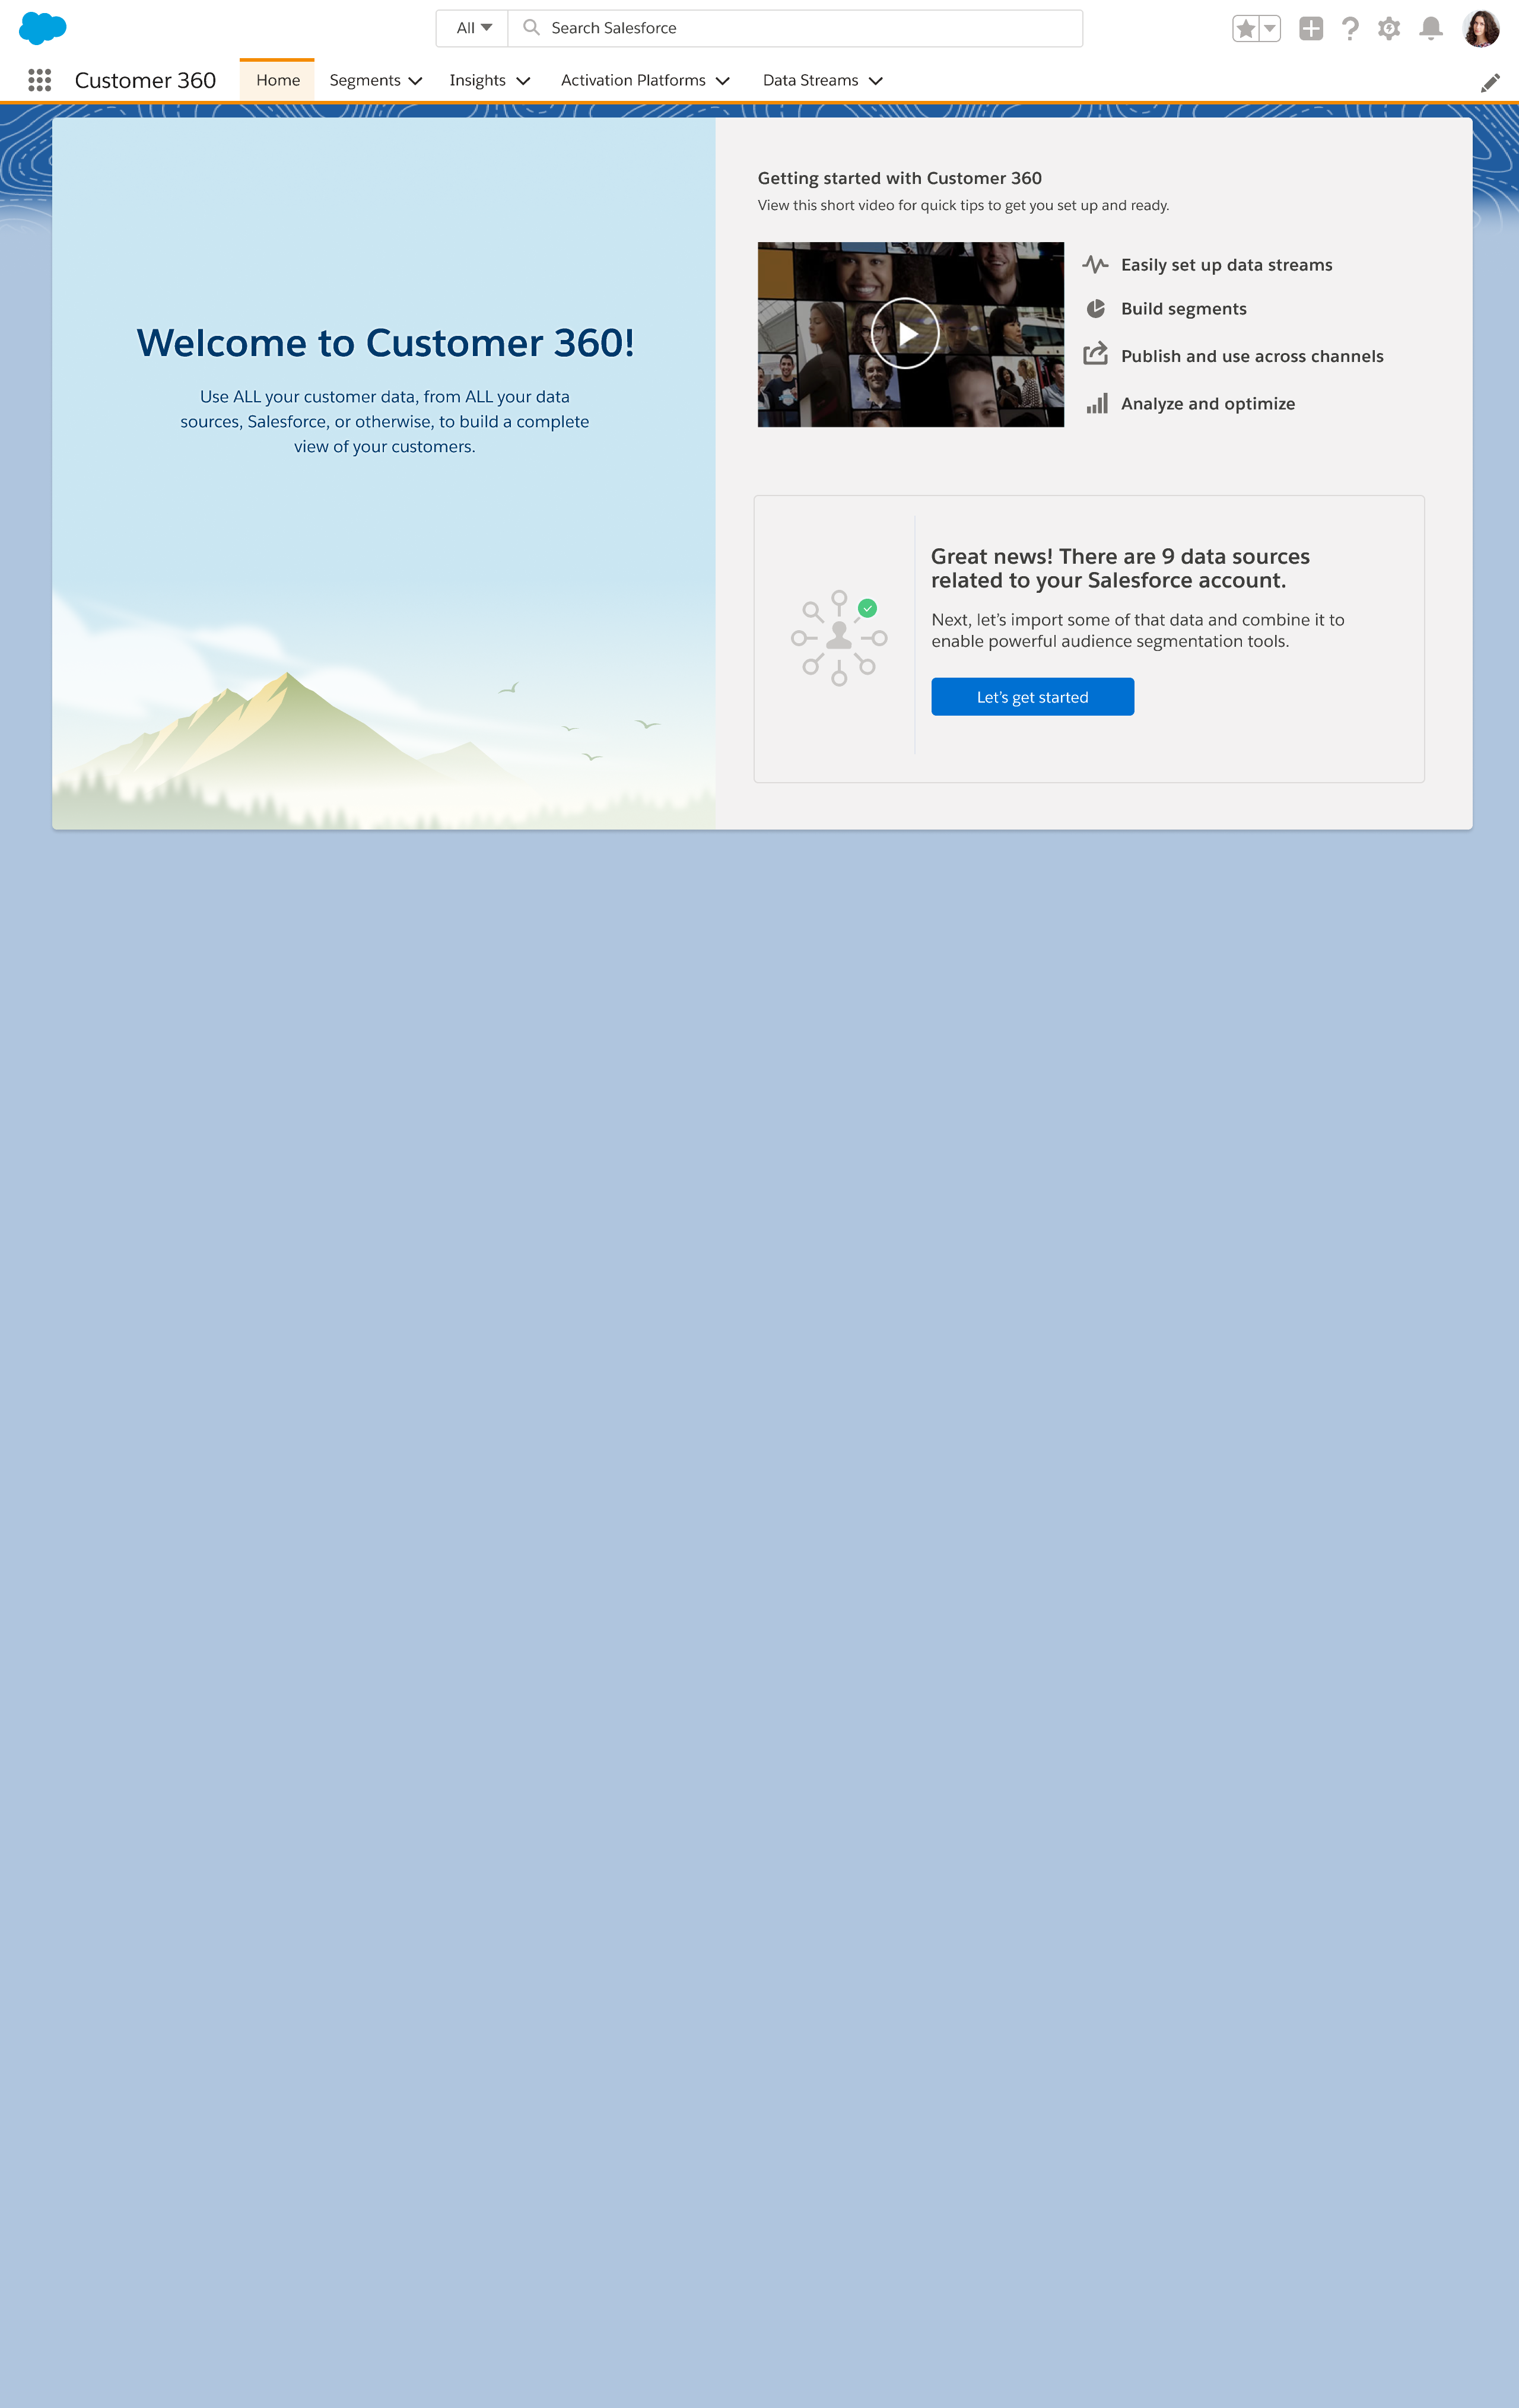 All
Search Salesforce
Customer 360
Home
Segments
Insights
Activation Platforms
Data Streams
Welcome to Customer 360!
Use ALL your customer data, from ALL your data
sources, Salesforce, or otherwise, to build a complete
view of your customers.
Getting started with Customer 360
View this short video for quick tips to get you set up and ready.
Easily set up data streams
Build segments
Publish and use across channels
Analyze and optimize
Great news! There are 9 data sources
related to your Salesforce account.
Next, let’s import some of that data and combine it to
enable powerful audience segmentation tools.
Let’s get started